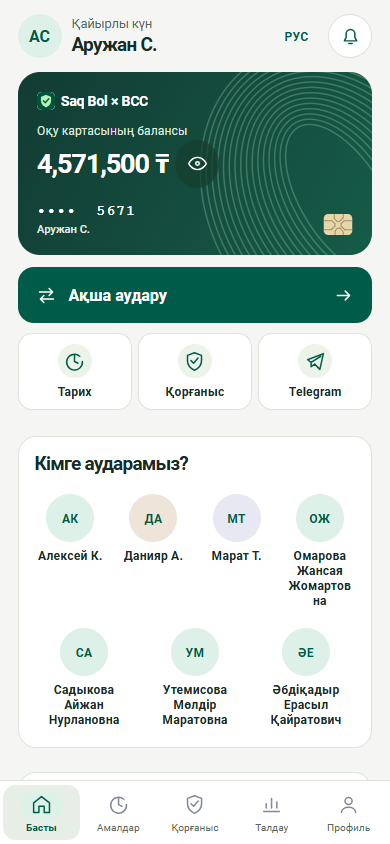 АС
Қайырлы күн
Аружан С.
РУС
Saq Bol × BCC
Оқу картасының балансы
4,571,500 ₸
•••• 5671
Аружан С.
Ақша аудару
Тарих
Қорғаныс
Telegram
Кімге аударамыз?
АК
ДА
МТ
ОЖ
Алексей К.
Данияр А.
Марат Т.
Омарова
Жансая
Жомартов
на
СА
УМ
ӘЕ
Садыкова
Айжан
Нурлановна
Утемисова
Мөлдір
Маратовна
Әбдіқадыр
Ерасыл
Қайратович
Басты
Амалдар
Қорғаныс
Талдау
Профиль